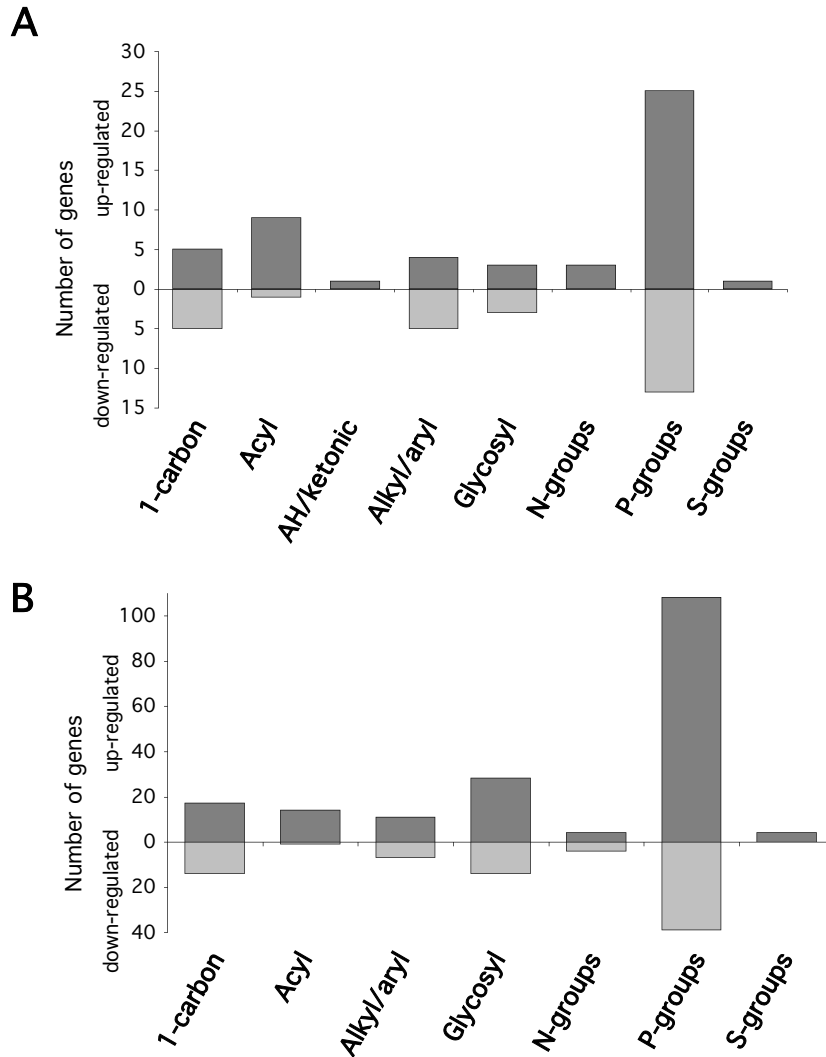 A
30
25
20
15
10
5
0
5
10
15
Number of genes
up-regulated
down-regulated
1-carbon
Acyl
AH/ketonic
Alkyl/aryl
Glycosyl
N-groups
P-groups
S-groups
B
100
80
60
40
20
0
20
40
Number of genes
up-regulated
down-regulated
1-carbon
Acyl
Alkyl/aryl
Glycosyl
N-groups
P-groups
S-groups